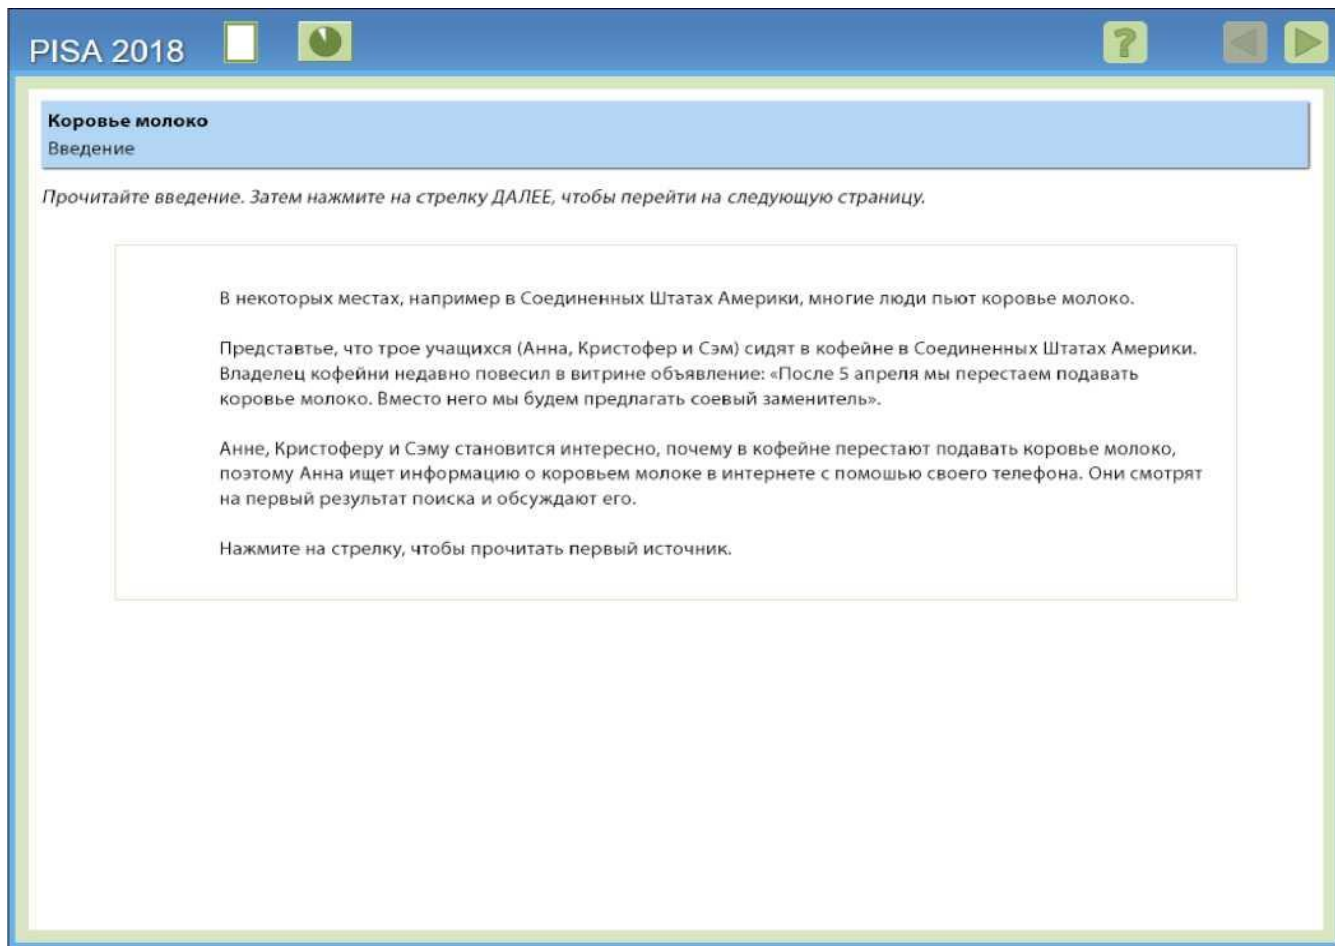 PISA 2018
?
Коровье молоко
Введение
Прочитайте введение. Затем нажмите на стрелку ДАЛЕЕ, чтобы перейти на следующую страницу.
В некоторых местах, например в Соединенных Штатах Америки, многие люди пьют коровье молоко.
Представтье, что трое учащихся (Анна, Кристофер и Сэм) сидят в кофейне в Соединенных Штатах Америки.
Владелец кофейни недавно повесил в витрине объявление: «После 5 апреля мы перестаем подавать
коровье молоко. Вместо него мы будем предлагать соевый заменитель».
Анне, Кристоферу и Сэму становится интересно, почему в кофейне перестают подавать коровье молоко,
поэтому Анна ищет информацию о коровьем молоке в интернете с помошью своего телефона. Они смотрят
на первый результат поиска и обсуждают его.
Нажмите на стрелку, чтобы прочитать первый источник.